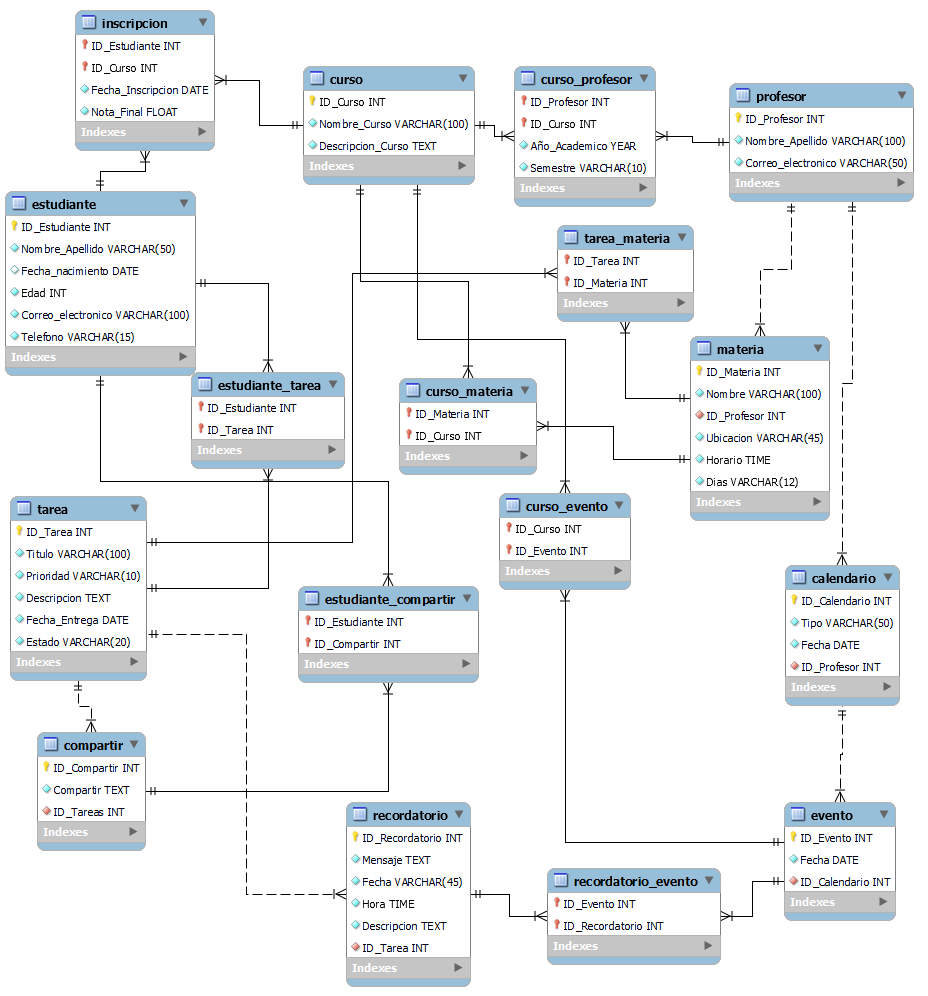 inscripcion
ID_Estudiante INT
ID_Curso INT
Fecha_Inscripcion DATE
Nota_Final FLOAT
Indexes
curso
ID_Curso INT
Nombre_Curso VARCHAR(100)
Descripcion_Curso TEXT
Indexes
curso_profesor
ID_Profesor INT
ID_Curso INT
Año_Academico YEAR
Semestre VARCHAR(10)
Indexes
profesor
ID_Profesor INT
Nombre_Apellido VARCHAR(100)
Correo_electronico VARCHAR(50)
Indexes
estudiante
ID_Estudiante INT
Nombre_Apellido VARCHAR(50)
Fecha_nacimiento DATE
Edad INT
Correo_electronico VARCHAR(100)
Telefono VARCHAR(15)
Indexes
tarea_materia
ID_Tarea INT
ID_Materia INT
Indexes
materia
ID_Materia INT
Nombre VARCHAR(100)
ID_Profesor INT
Ubicacion VARCHAR(45)
Horario TIME
Dias VARCHAR(12)
Indexes
estudiante_tarea
ID_Estudiante INT
ID_Tarea INT
Indexes
curso_materia
ID_Materia INT
ID_Curso INT
Indexes
tarea
ID_Tarea INT
Titulo VARCHAR(100)
Prioridad VARCHAR(10)
Descripcion TEXT
Fecha_Entrega DATE
Estado VARCHAR(20)
Indexes
curso_evento
ID_Curso INT
ID_Evento INT
Indexes
calendario
ID_Calendario INT
Tipo VARCHAR(50)
Fecha DATE
ID_Profesor INT
Indexes
estudiante_compartir
ID_Estudiante INT
ID_Compartir INT
Indexes
compartir
ID_Compartir INT
Compartir TEXT
ID_Tareas INT
Indexes
recordatorio
ID_Recordatorio INT
Mensaje TEXT
Fecha VARCHAR(45)
Hora TIME
Descripcion TEXT
ID_Tarea INT
Indexes
recordatorio_evento
ID_Evento INT
ID_Recordatorio INT
Indexes
evento
ID_Evento INT
Fecha DATE
ID_Calendario INT
Indexes